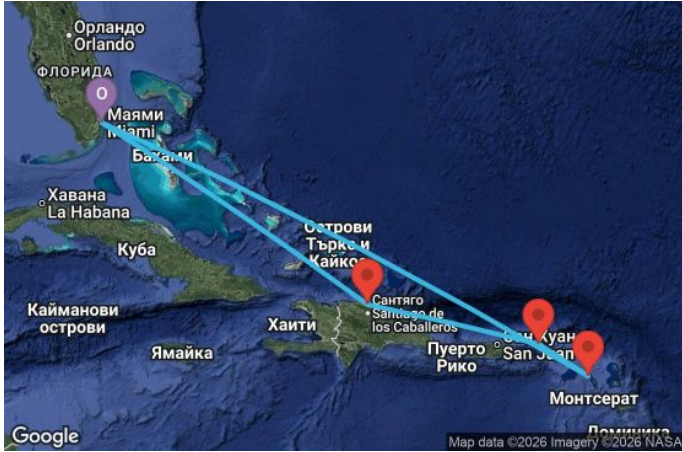 Орландо
Orlando
ФЛОРИДА
O
Маями
Miami
Бахами
Хавана
La Habana
Куба
Острови
Търкс и
Кайкос
Кайманови
острови
Ямайка
Хаити
Сантяго
Santiago de
los Caballeros
Пуерто
Рико
Сан Хуан
San Juan
Монтсерат
Доминика
Google
Map data ©2026 Imagery ©2026 NASA